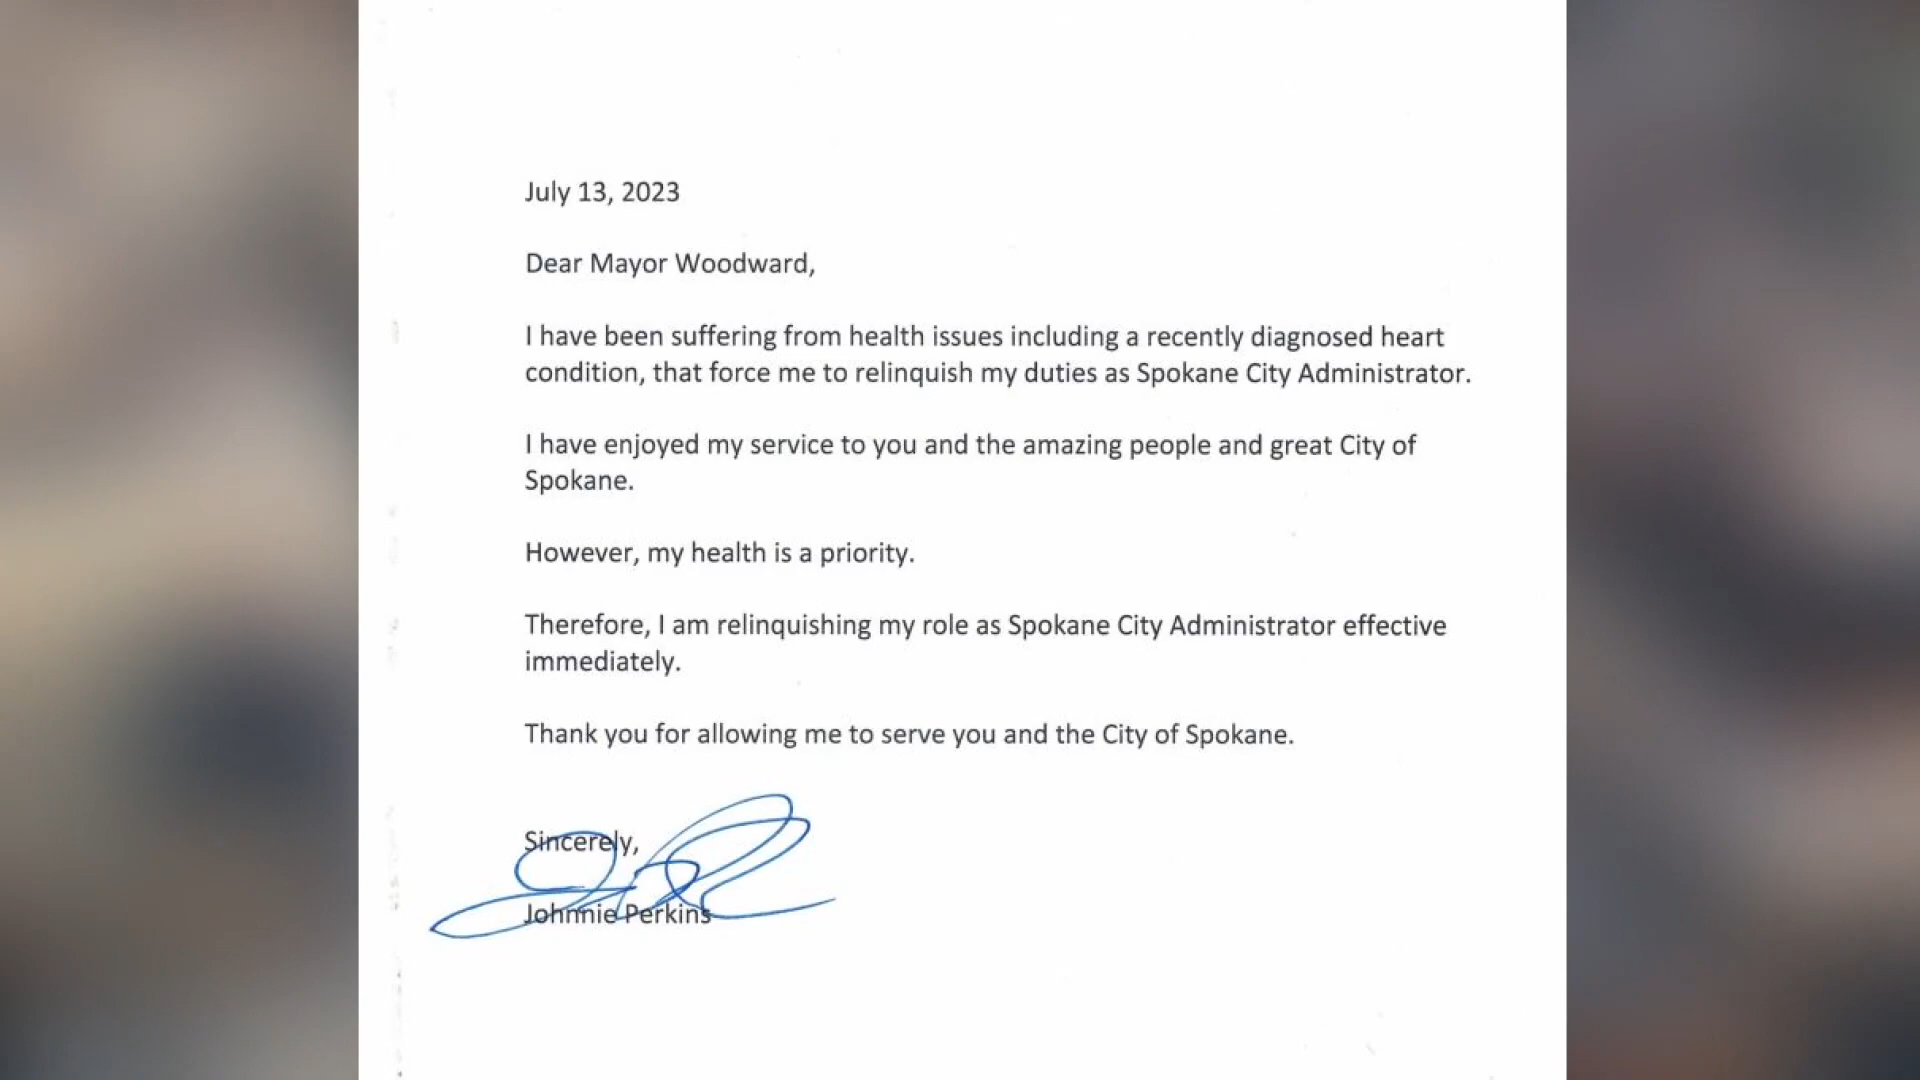 July 13, 2023
Dear Mayor Woodward,
I have been suffering from health issues including a recently diagnosed heart
condition, that force me to relinquish my duties as Spokane City Administrator.
I have enjoyed my service to you and the amazing people and great City of
Spokane.
However, my health is a priority.
Therefore, I am relinquishing my role as Spokane City Administrator effective
immediately.
Thank you for allowing me to serve you and the City of Spokane.
Sincerely,
Johnnie Perkins